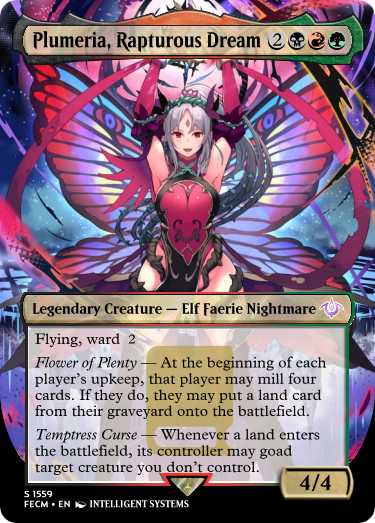 Plumeria, Rapturous Dream 2
Legendary Creature — Elf Faerie Nightmare
Flying, ward 2
Flower of Plenty — At the beginning of each
player's upkeep, that player may mill four
cards. If they do, they may put a land card
from their graveyard onto the battlefield.
Temptress Curse — Whenever a land enters
the battlefield, its controller may goad
target creature you don't control.
4/4
S 1559
FECM • EN INTELLIGENT SYSTEMS